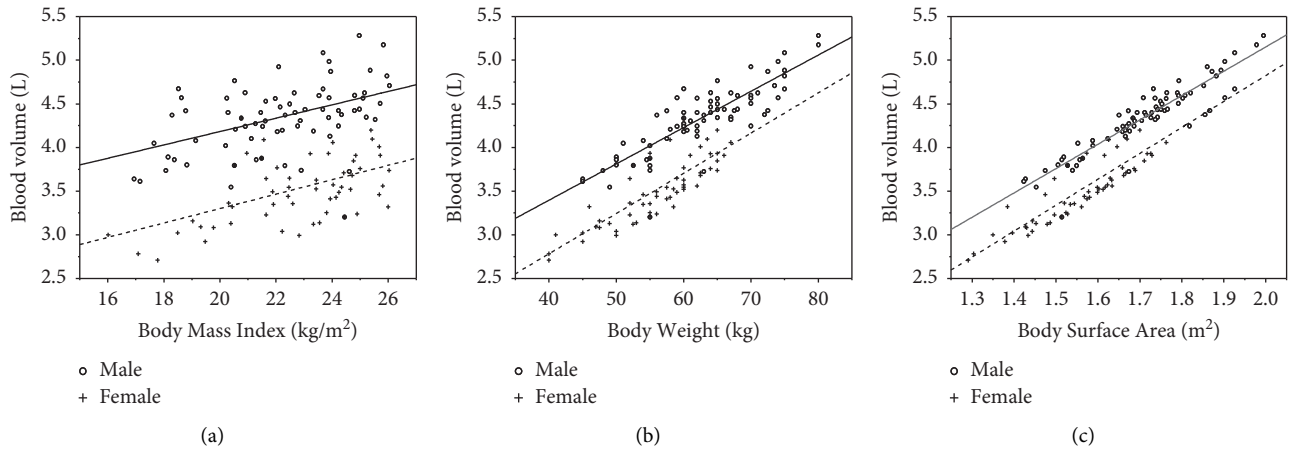 5.5
5.0
4.5
4.0
3.5
3.0
2.5
Blood volume (L)
16 18 20 22 24 26
Body Mass Index (kg/m²)
Male
Female
(a)
5.5
5.0
4.5
4.0
3.5
3.0
2.5
Blood volume (L)
40 50 60 70 80
Body Weight (kg)
Male
Female
(b)
5.5
5.0
4.5
4.0
3.5
3.0
2.5
Blood volume (L)
1.3 1.4 1.5 1.6 1.7 1.8 1.9 2.0
Body Surface Area (m²)
Male
Female
(c)